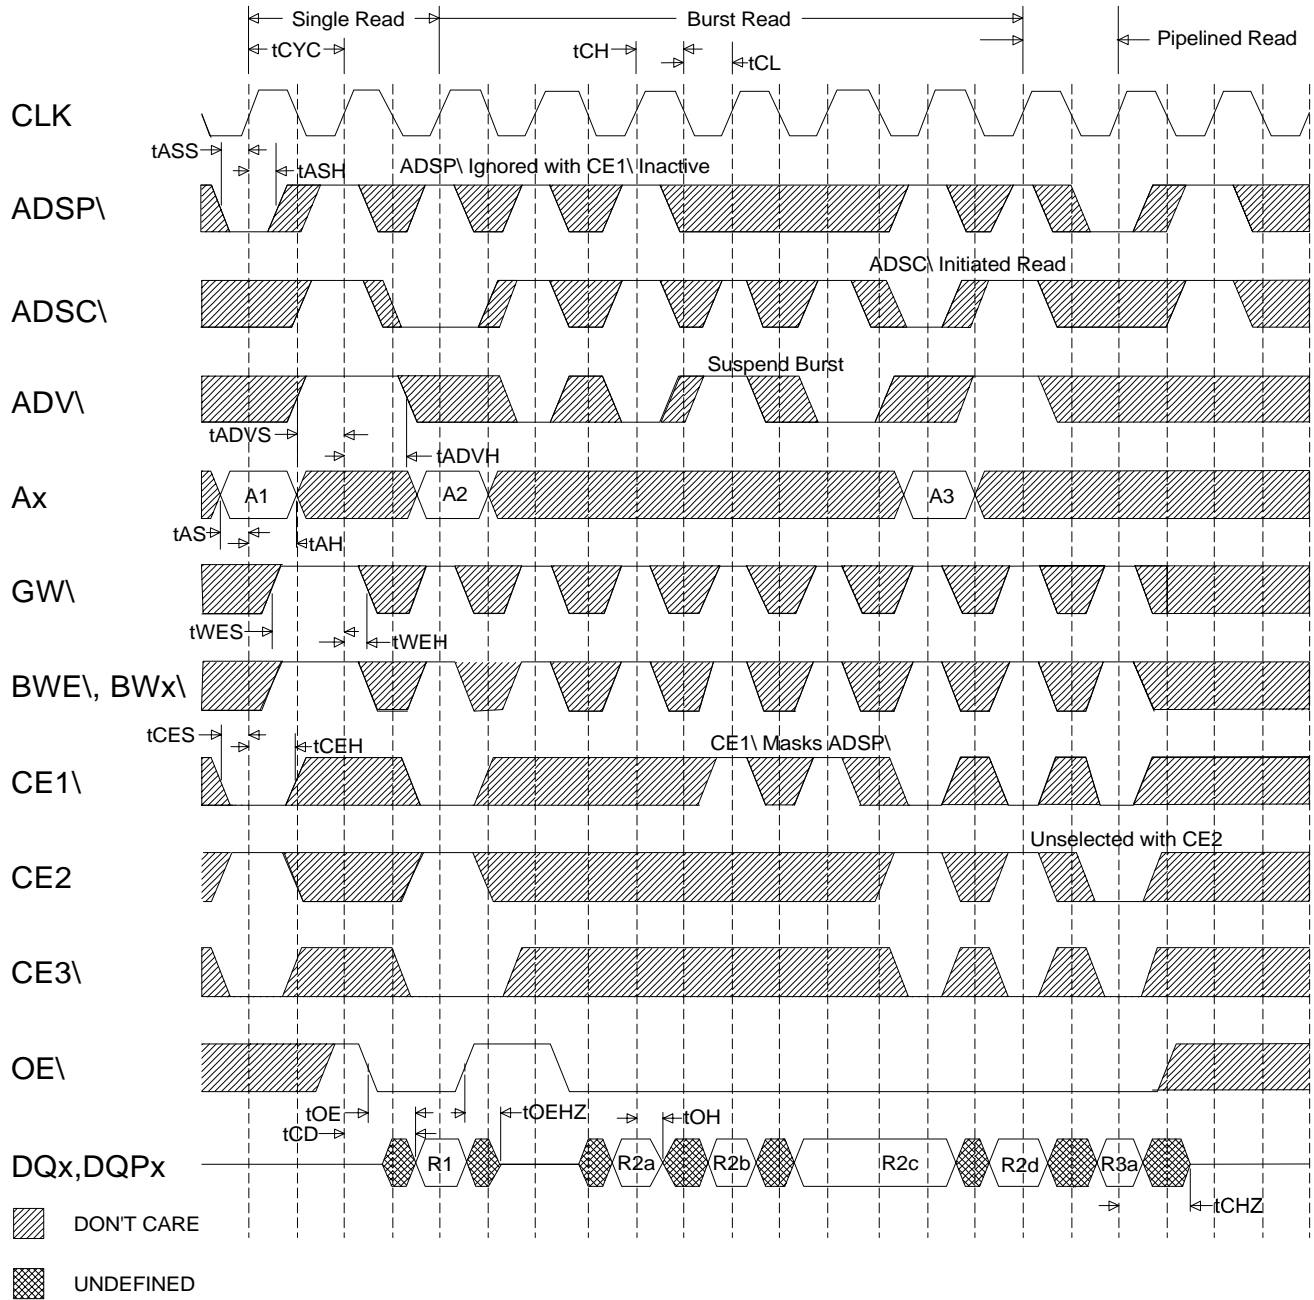 Single Read
Burst Read
Pipelined Read
tCYC
tCH
tCL
CLK
tASS
tASH
ADSP\ Ignored with CE1\ Inactive
ADSP\
ADSC\ Initiated Read
ADSC\
Suspend Burst
ADV\
tADVS
tADVH
Ax
A1
A2
A3
tAS
tAH
GW\
tWES
tWEH
BWE\, BWx\
tCES
tCEH
CE1\ Masks ADSP\
CE1\
Unselected with CE2
CE2
CE3\
OE\
tOE
tOEHZ
tOH
tCD
DQx,DQPx
R1
R2a
R2b
R2c
R2d
R3a
tCHZ
DON'T CARE
UNDEFINED